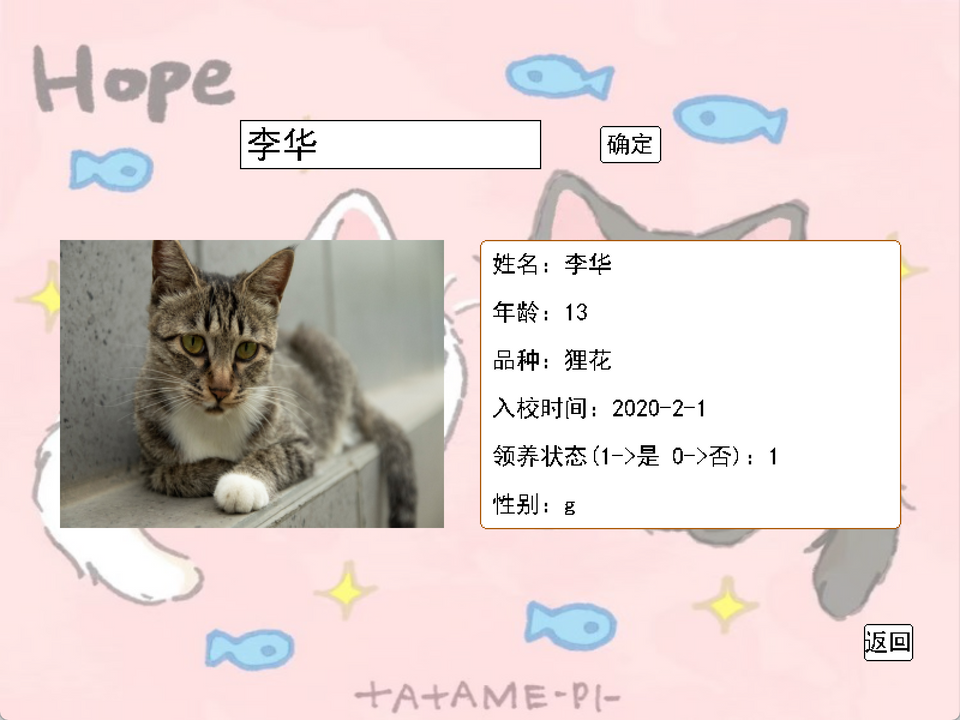 Hope
李华
确定
姓名：李华
年龄：13
品种：狸花
入校时间：2020-2-1
领养状态(1->是 0->否)：1
性别：g
返回
TATAME-PI-